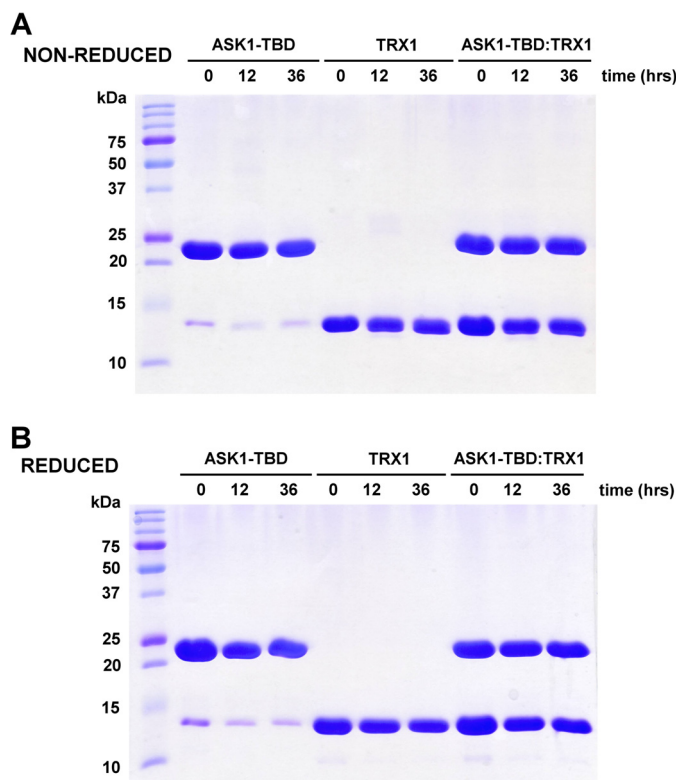 A
NON-REDUCED
ASK1-TBD TRX1 ASK1-TBD:TRX1
0 12 36 0 12 36 0 12 36 time (hrs)
kDa
75
50
37
25
20
15
10
B
REDUCED
ASK1-TBD TRX1 ASK1-TBD:TRX1
0 12 36 0 12 36 0 12 36 time (hrs)
kDa
75
50
37
25
20
15
10